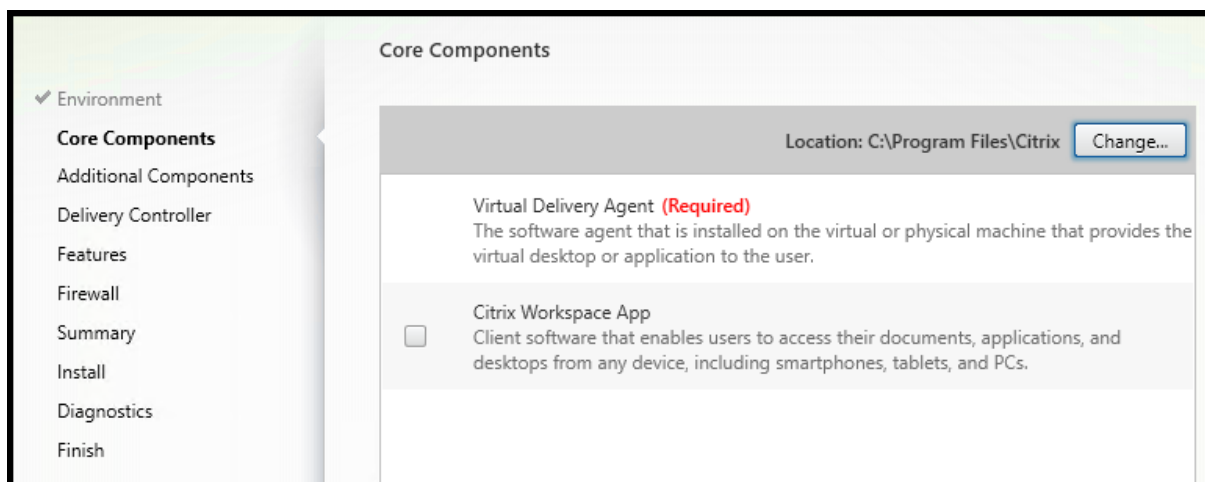 Core Components
Environment
Core Components
Additional Components
Delivery Controller
Features
Firewall
Summary
Install
Diagnostics
Finish
Location: C:\Program Files\Citrix
Change...
Virtual Delivery Agent (Required)
The software agent that is installed on the virtual or physical machine that provides the
virtual desktop or application to the user.
Citrix Workspace App
Client software that enables users to access their documents, applications, and
desktops from any device, including smartphones, tablets, and PCs.